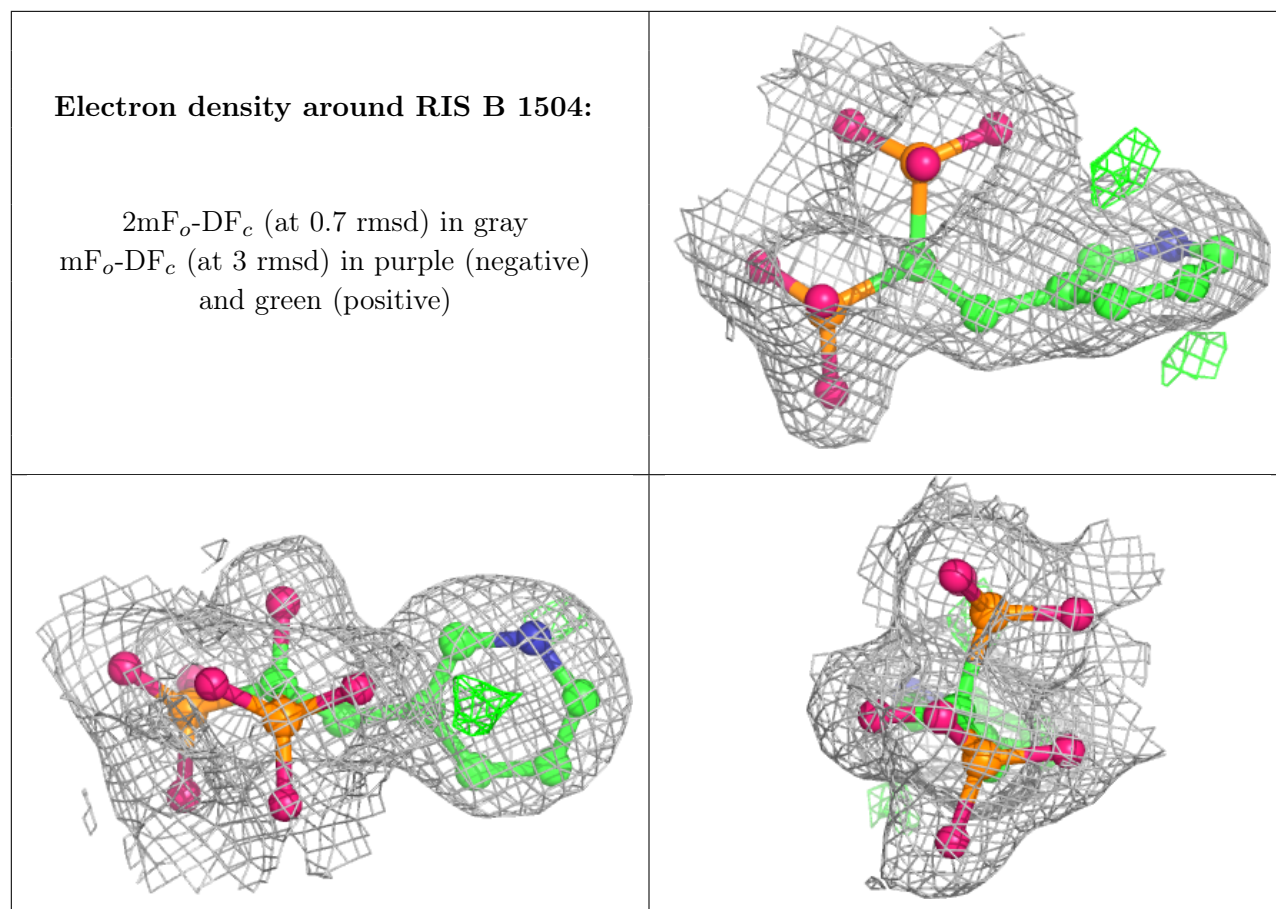 Electron density around RIS B 1504:
2mFₒ-DF𝒸 (at 0.7 rmsd) in gray
mFₒ-DF𝒸 (at 3 rmsd) in purple (negative)
and green (positive)